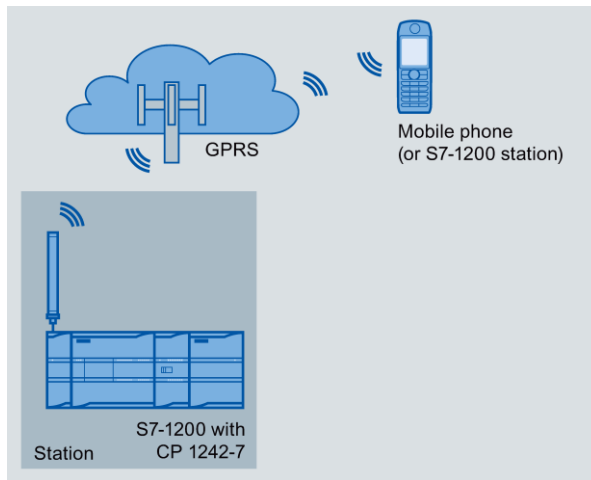 GPRS
Mobile phone
(or S7-1200 station)
S7-1200 with
CP 1242-7
Station